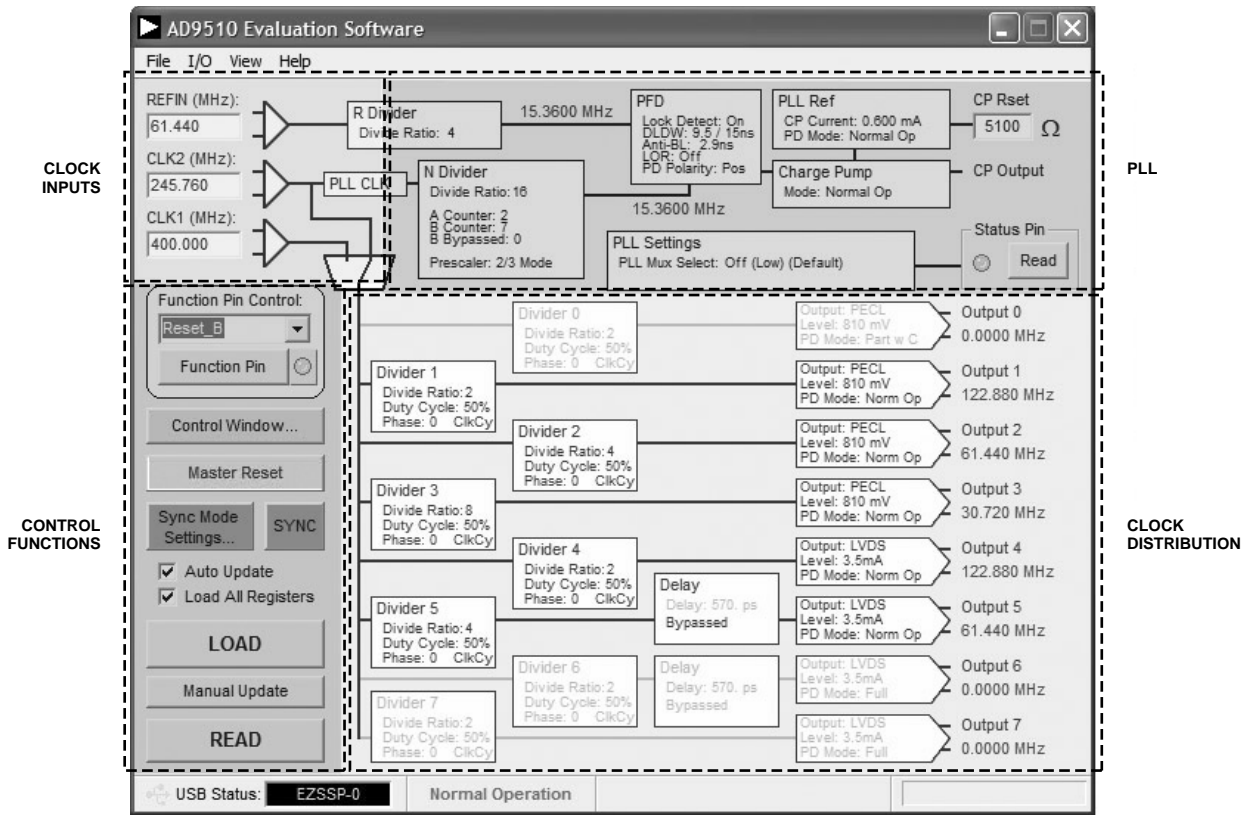 AD9510 Evaluation Software
File I/O View Help
CLOCK
INPUTS
REFIN (MHz):
61.440
CLK2 (MHz):
245.760
CLK1 (MHz):
400.000
R Divider
Divide Ratio: 4
15.3600 MHz
PLL CLK
N Divider
Divide Ratio: 16
A Counter: 2
B Counter: 7
B Bypassed: 0
Prescaler: 2/3 Mode
PFD
Lock Detect: On
DLDW: 9.5 / 15ns
Anti-BL: 2.9ns
LOR: Off
PD Polarity: Pos
15.3600 MHz
PLL Ref
CP Current: 0.600 mA
PD Mode: Normal Op
Charge Pump
Mode: Normal Op
CP Rset
5100 Ω
CP Output
PLL Settings
PLL Mux Select: Off (Low) (Default)
Status Pin
Read
PLL
CONTROL
FUNCTIONS
Function Pin Control:
Reset_B
Function Pin
Control Window...
Master Reset
Sync Mode
Settings...
SYNC
Auto Update
Load All Registers
LOAD
Manual Update
READ
Divider 0
Divide Ratio: 2
Duty Cycle: 50%
Phase: 0 ClkCy
Output: PECL
Level: 810 mV
PD Mode: Part w C
Output 0
0.0000 MHz
Divider 1
Divide Ratio: 2
Duty Cycle: 50%
Phase: 0 ClkCy
Output: PECL
Level: 810 mV
PD Mode: Norm Op
Output 1
122.880 MHz
Divider 2
Divide Ratio: 4
Duty Cycle: 50%
Phase: 0 ClkCy
Output: PECL
Level: 810 mV
PD Mode: Norm Op
Output 2
61.440 MHz
Divider 3
Divide Ratio: 8
Duty Cycle: 50%
Phase: 0 ClkCy
Output: PECL
Level: 810 mV
PD Mode: Norm Op
Output 3
30.720 MHz
Divider 4
Divide Ratio: 2
Duty Cycle: 50%
Phase: 0 ClkCy
Output: LVDS
Level: 3.5mA
PD Mode: Norm Op
Output 4
122.880 MHz
Divider 5
Divide Ratio: 4
Duty Cycle: 50%
Phase: 0 ClkCy
Delay
Delay: 570. ps
Bypassed
Output: LVDS
Level: 3.5mA
PD Mode: Norm Op
Output 5
61.440 MHz
Divider 6
Divide Ratio: 2
Duty Cycle: 50%
Phase: 0 ClkCy
Delay
Delay: 570. ps
Bypassed
Output: LVDS
Level: 3.5mA
PD Mode: Full
Output 6
0.0000 MHz
Divider 7
Divide Ratio: 2
Duty Cycle: 50%
Phase: 0 ClkCy
Output: LVDS
Level: 3.5mA
PD Mode: Full
Output 7
0.0000 MHz
CLOCK
DISTRIBUTION
USB Status: EZSSP-0
Normal Operation